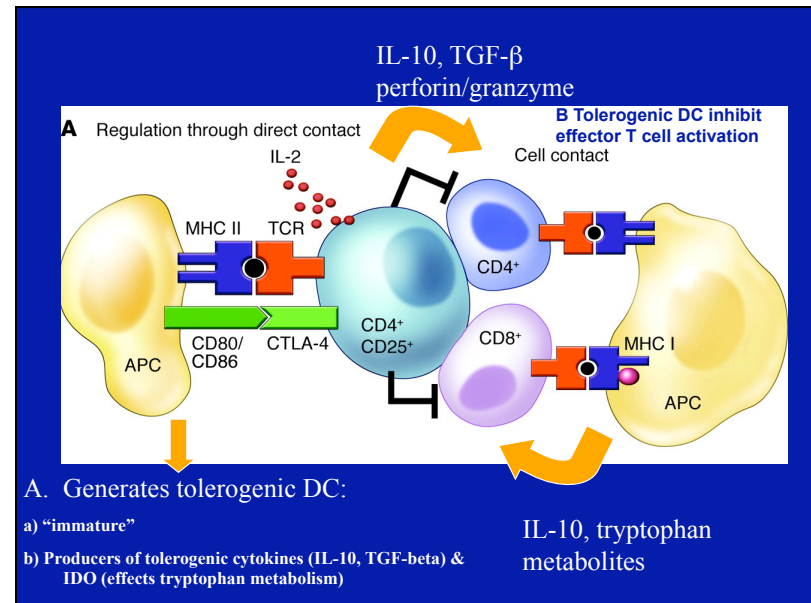 IL-10, TGF-β
perforin/granzyme
A Regulation through direct contact
B Tolerogenic DC inhibit
effector T cell activation
IL-2
Cell contact
MHC II
TCR
CD4⁺
CD80/
CD86
CTLA-4
CD4⁺
CD25⁺
CD8⁺
MHC I
APC
APC
A. Generates tolerogenic DC:
a) “immature”
b) Producers of tolerogenic cytokines (IL-10, TGF-beta) &
IDO (effects tryptophan metabolism)
IL-10, tryptophan
metabolites